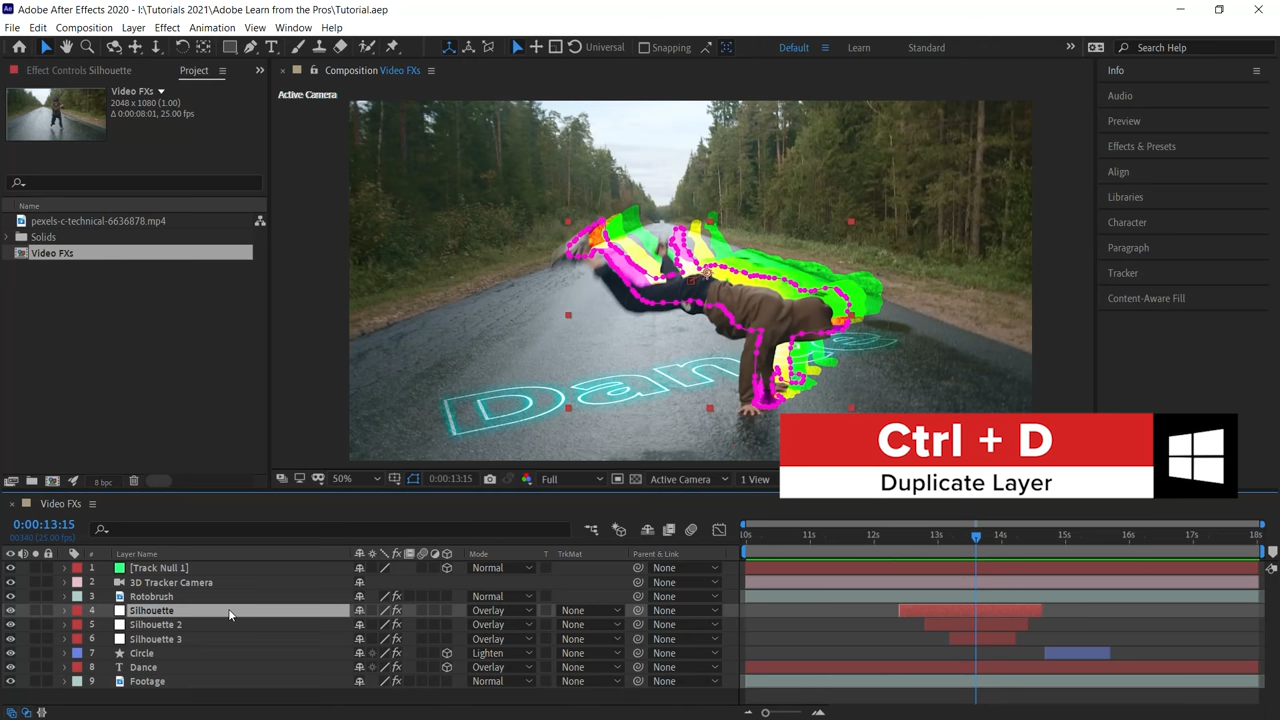 Adobe After Effects 2020 - I:\Tutorials 2021\Adobe Learn from the Pros\Tutorial.aep
File Edit Composition Layer Effect Animation View Window Help
Universal Snapping Default Learn Standard Search Help
Effect Controls Silhouette Project
Composition Video FXs
Info
Video FXs
2048 x 1080 (1.00)
Δ 0:00:08:01, 25.00 fps
Active Camera
Audio
Preview
Effects & Presets
Align
Libraries
Character
Paragraph
Tracker
Content-Aware Fill
Name
pexels-c-technical-6636878.mp4
Solids
Video FXs
Dance
Ctrl + D
Duplicate Layer
8 bpc
50% 0:00:13:15 Full Active Camera 1 View
Video FXs
0:00:13:15
00340 (25.00 fps)
# Layer Name Mode T TrkMat Parent & Link
10s 11s 12s 13s 14s 15s 16s 17s 18s
1 [Track Null 1] Normal None
2 3D Tracker Camera None
3 Rotobrush Normal None
4 Silhouette Overlay None None
5 Silhouette 2 Overlay None None
6 Silhouette 3 Overlay None None
7 Circle Lighten None None
8 Dance Overlay None None
9 Footage Normal None None